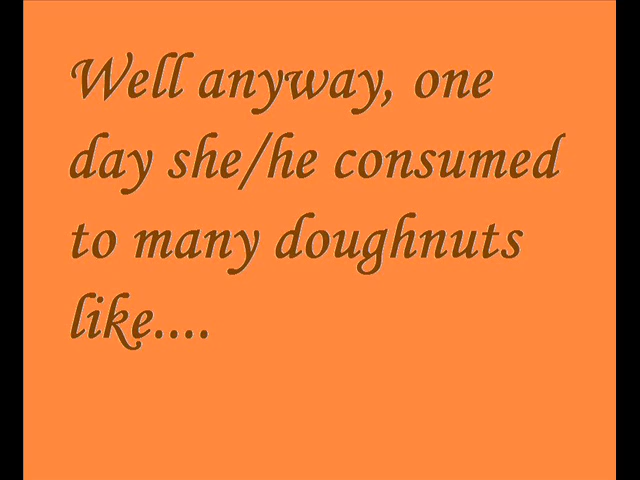 Well anyway, one
day she/he consumed
to many doughnuts
like....